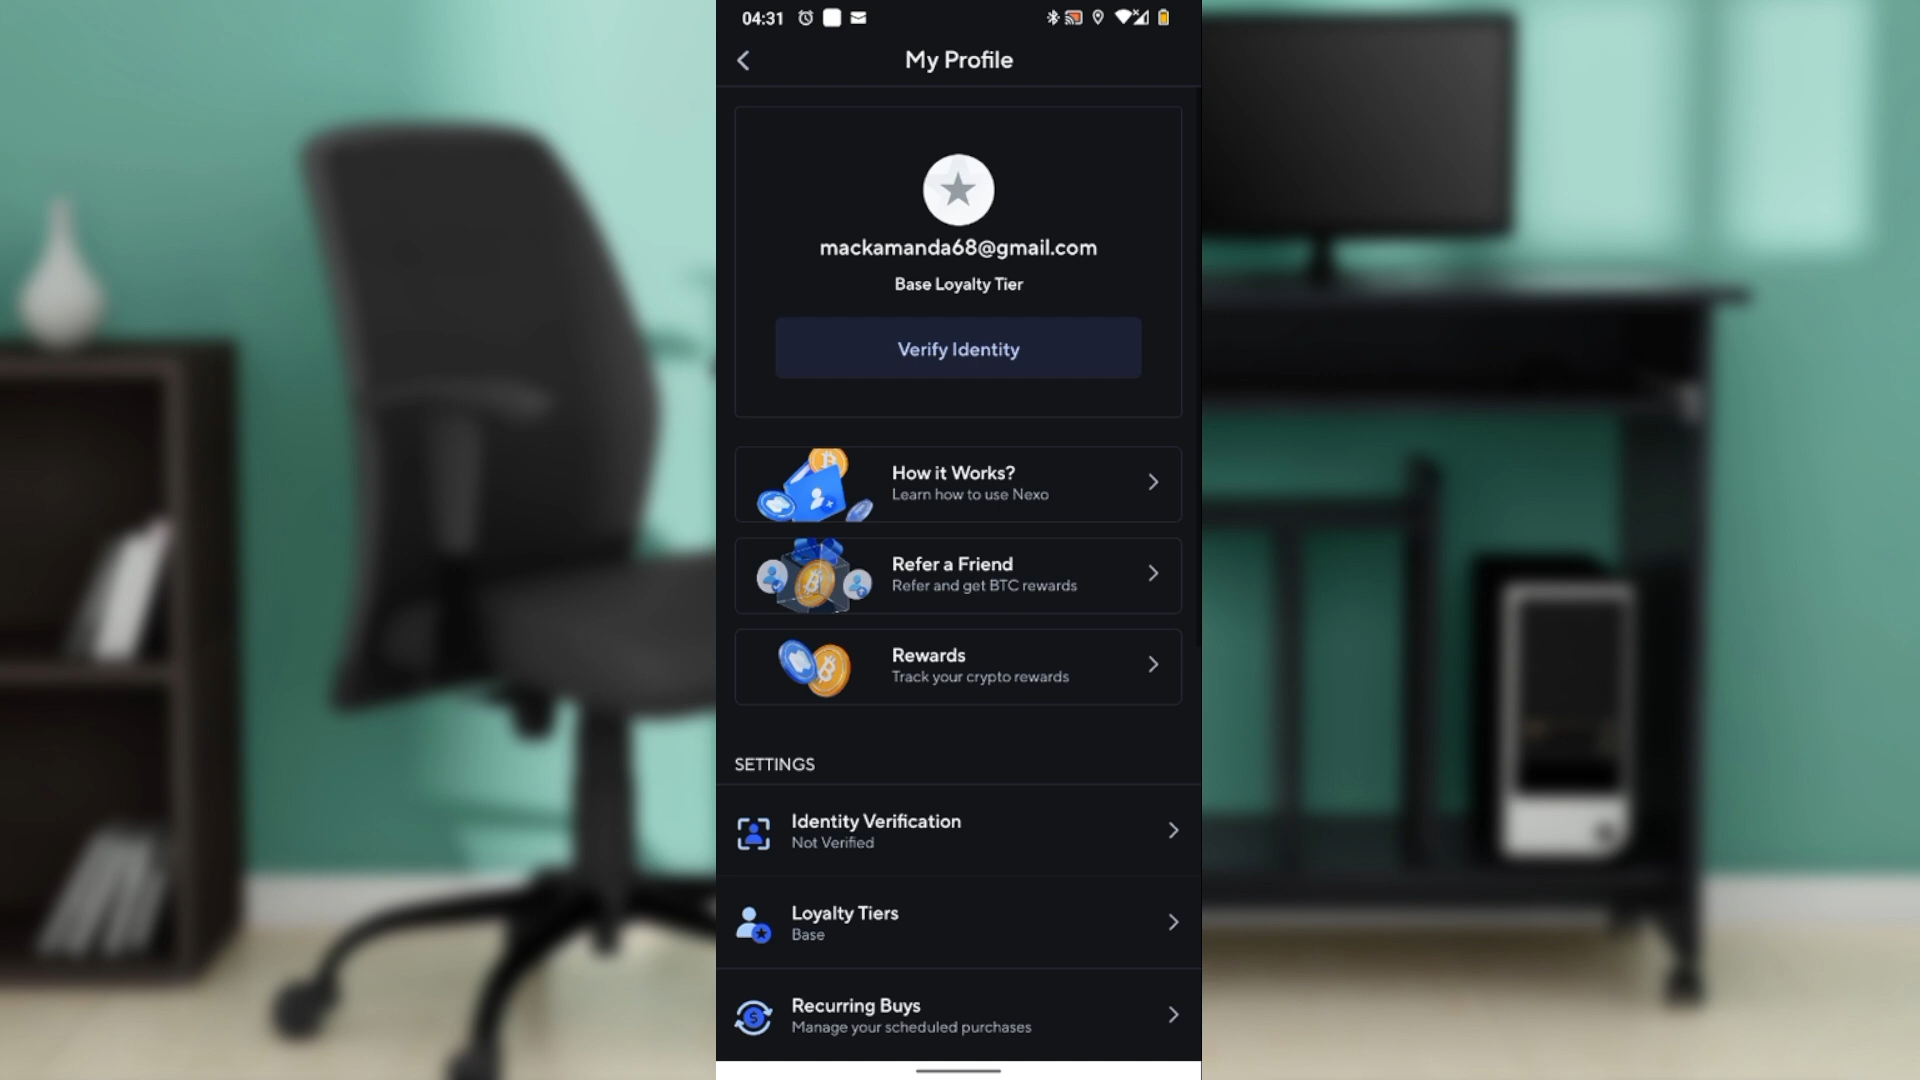 04:31
My Profile
mackamanda68@gmail.com
Base Loyalty Tier
Verify Identity
How it Works?
Learn how to use Nexo
Refer a Friend
Refer and get BTC rewards
Rewards
Track your crypto rewards
SETTINGS
Identity Verification
Not Verified
Loyalty Tiers
Base
Recurring Buys
Manage your scheduled purchases